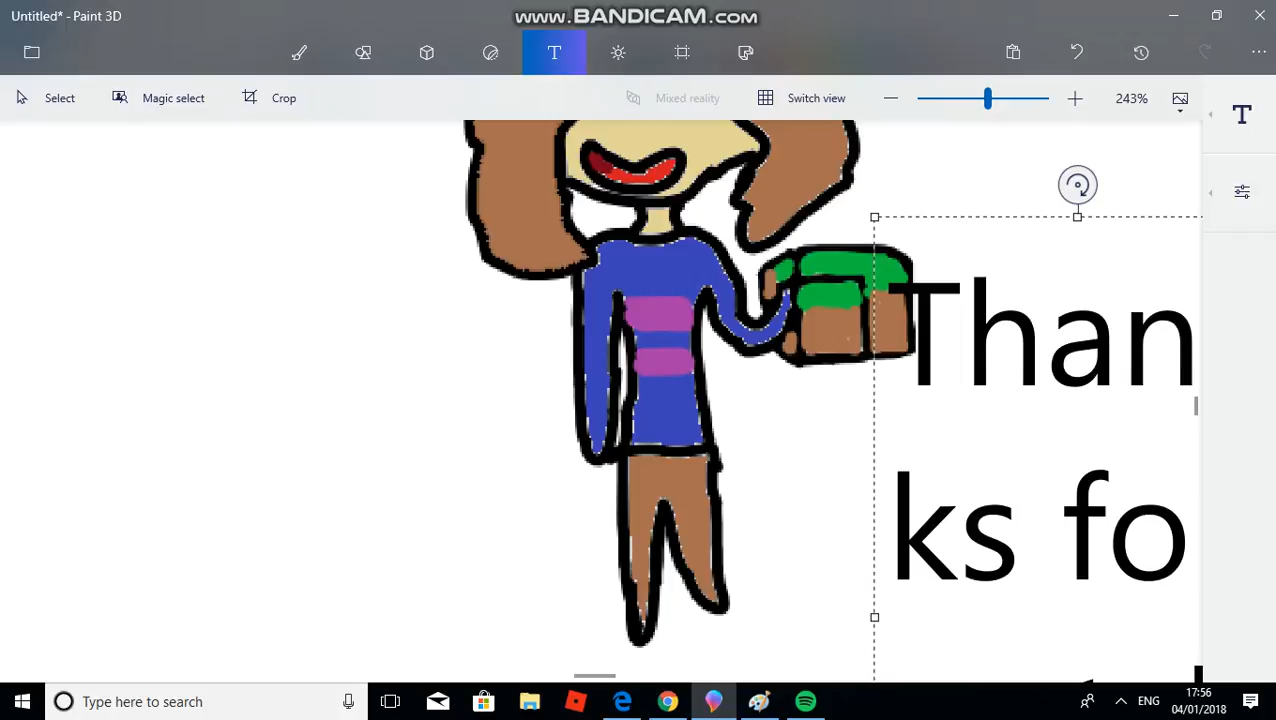 www.BANDICAM.com
Untitled* - Paint 3D
T
Select
Magic select
Crop
Mixed reality
Switch view
243%
T
Than
ks fo
Type here to search
ENG
17:56
04/01/2018